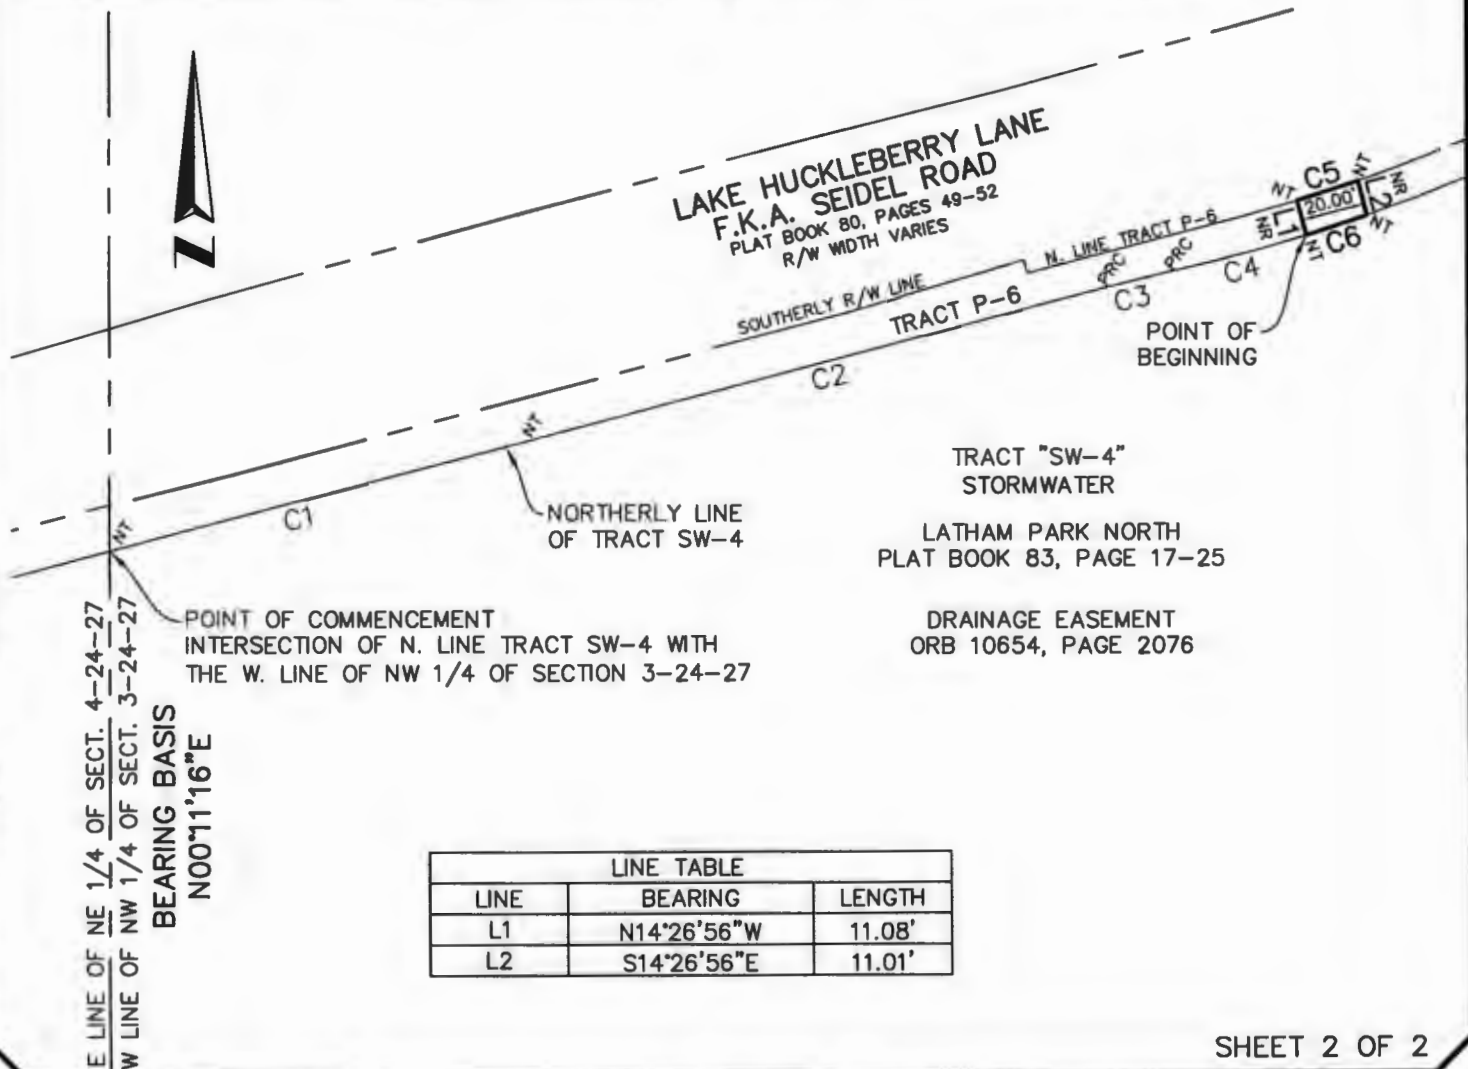 LAKE HUCKLEBERRY LANE
F.K.A. SEIDEL ROAD
PLAT BOOK 80, PAGES 49-52
R/W WIDTH VARIES
N
SOUTHERLY R/W LINE
N. LINE TRACT P-6
TRACT P-6
PRC
PRC
NT
C5
NT
NR
L1
20.00'
L2
NR
NT
C6
NT
C4
C3
C2
POINT OF
BEGINNING
NT
C1
NT
NORTHERLY LINE
OF TRACT SW-4
TRACT "SW-4"
STORMWATER
LATHAM PARK NORTH
PLAT BOOK 83, PAGE 17-25
DRAINAGE EASEMENT
ORB 10654, PAGE 2076
POINT OF COMMENCEMENT
INTERSECTION OF N. LINE TRACT SW-4 WITH
THE W. LINE OF NW 1/4 OF SECTION 3-24-27
E LINE OF NE 1/4 OF SECT. 4-24-27
W LINE OF NW 1/4 OF SECT. 3-24-27
BEARING BASIS
N00°11'16"E
LINE TABLE
LINE BEARING LENGTH
L1 N14°26'56"W 11.08'
L2 S14°26'56"E 11.01'
SHEET 2 OF 2